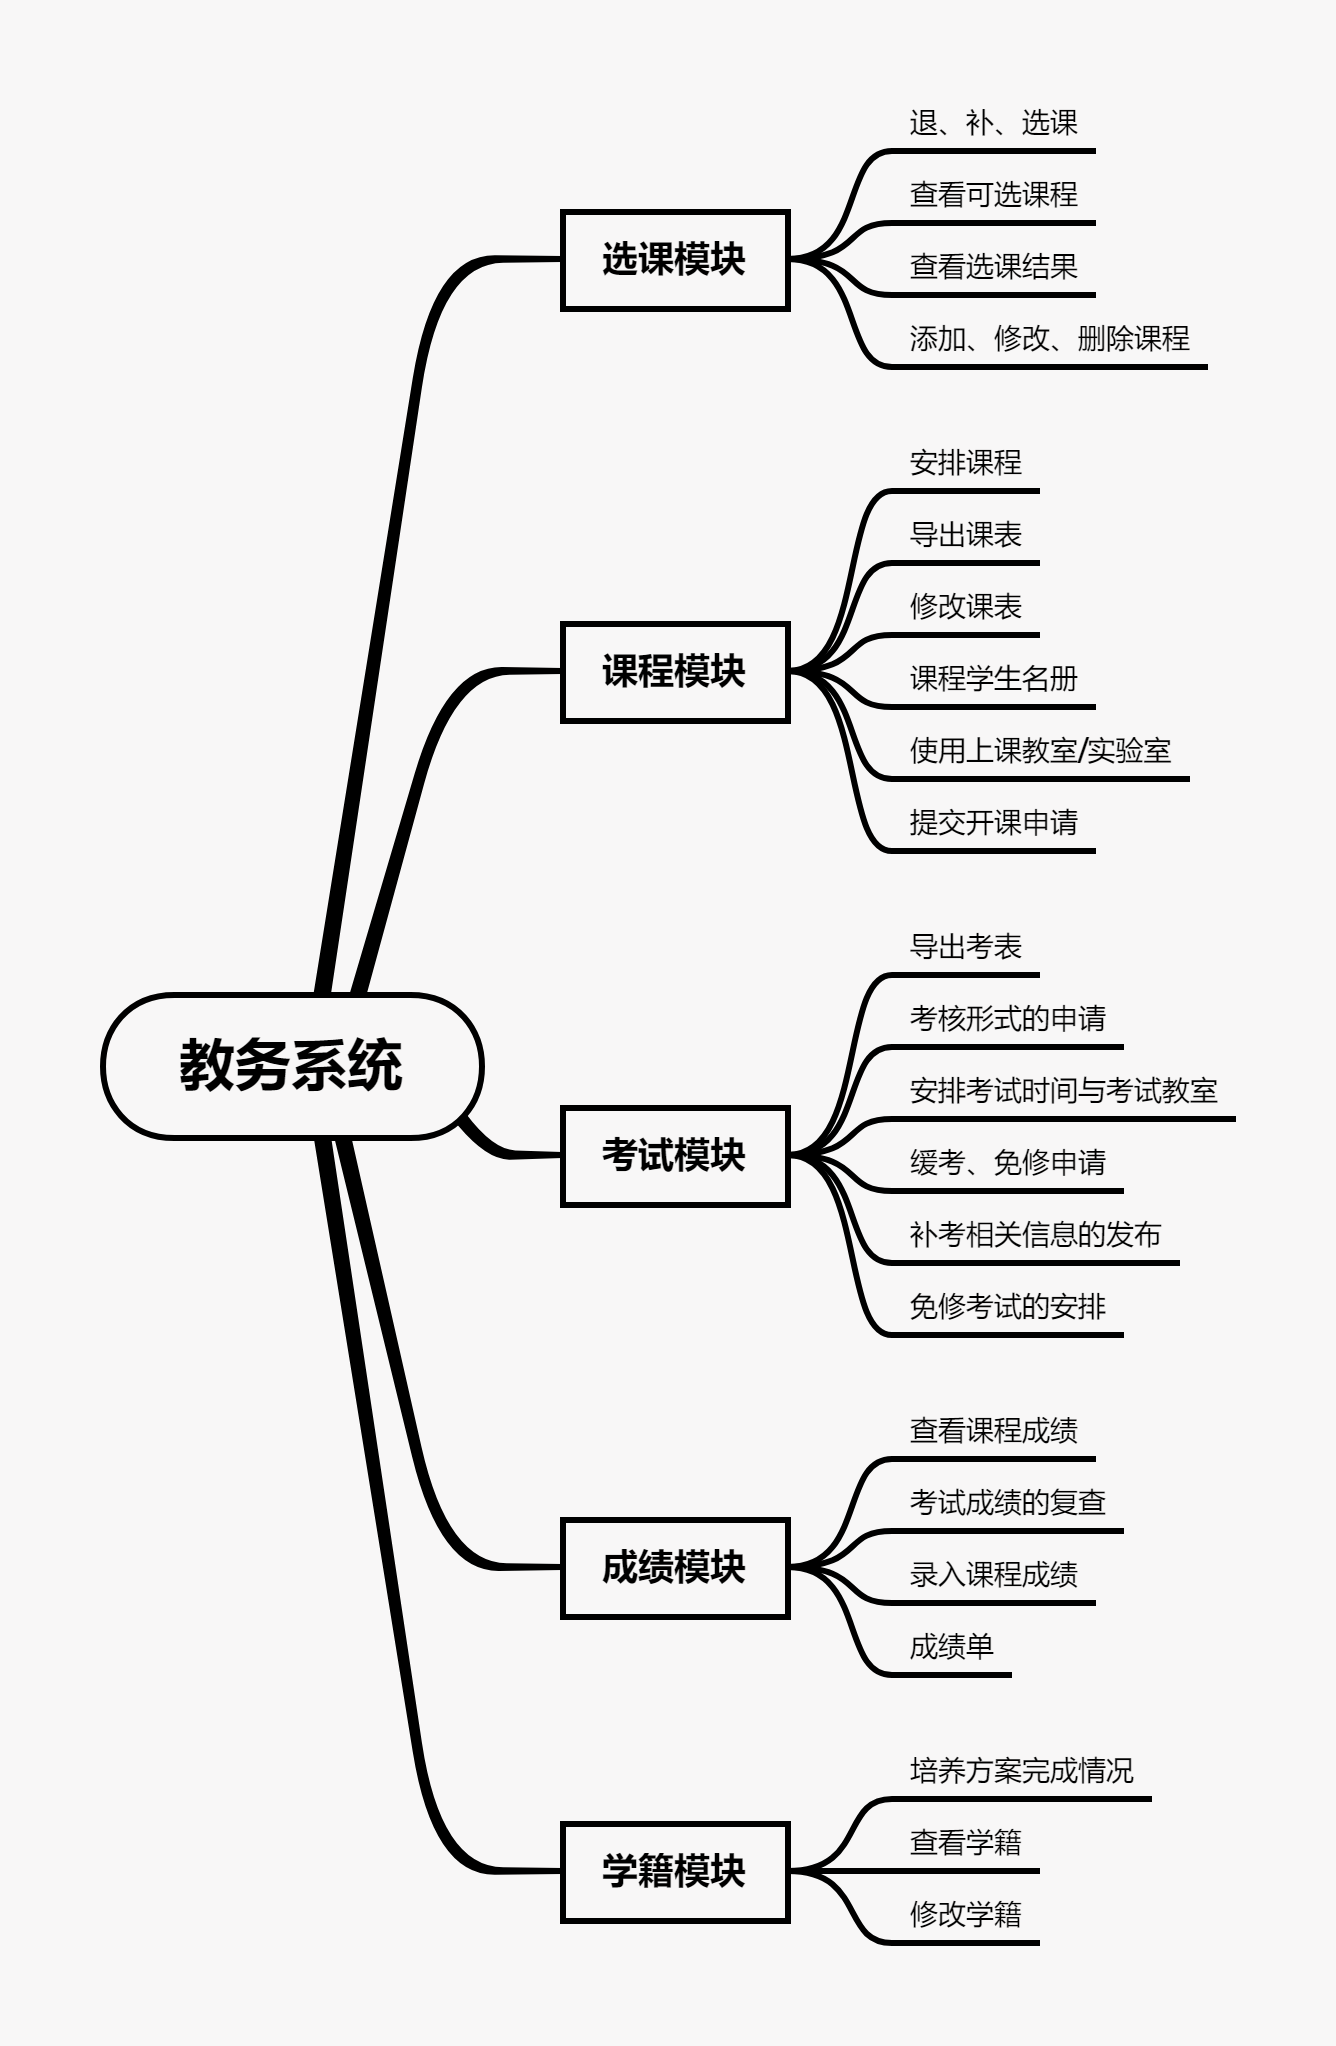 教务系统
选课模块
退、补、选课
查看可选课程
查看选课结果
添加、修改、删除课程
课程模块
安排课程
导出课表
修改课表
课程学生名册
使用上课教室/实验室
提交开课申请
考试模块
导出考表
考核形式的申请
安排考试时间与考试教室
缓考、免修申请
补考相关信息的发布
免修考试的安排
成绩模块
查看课程成绩
考试成绩的复查
录入课程成绩
成绩单
学籍模块
培养方案完成情况
查看学籍
修改学籍